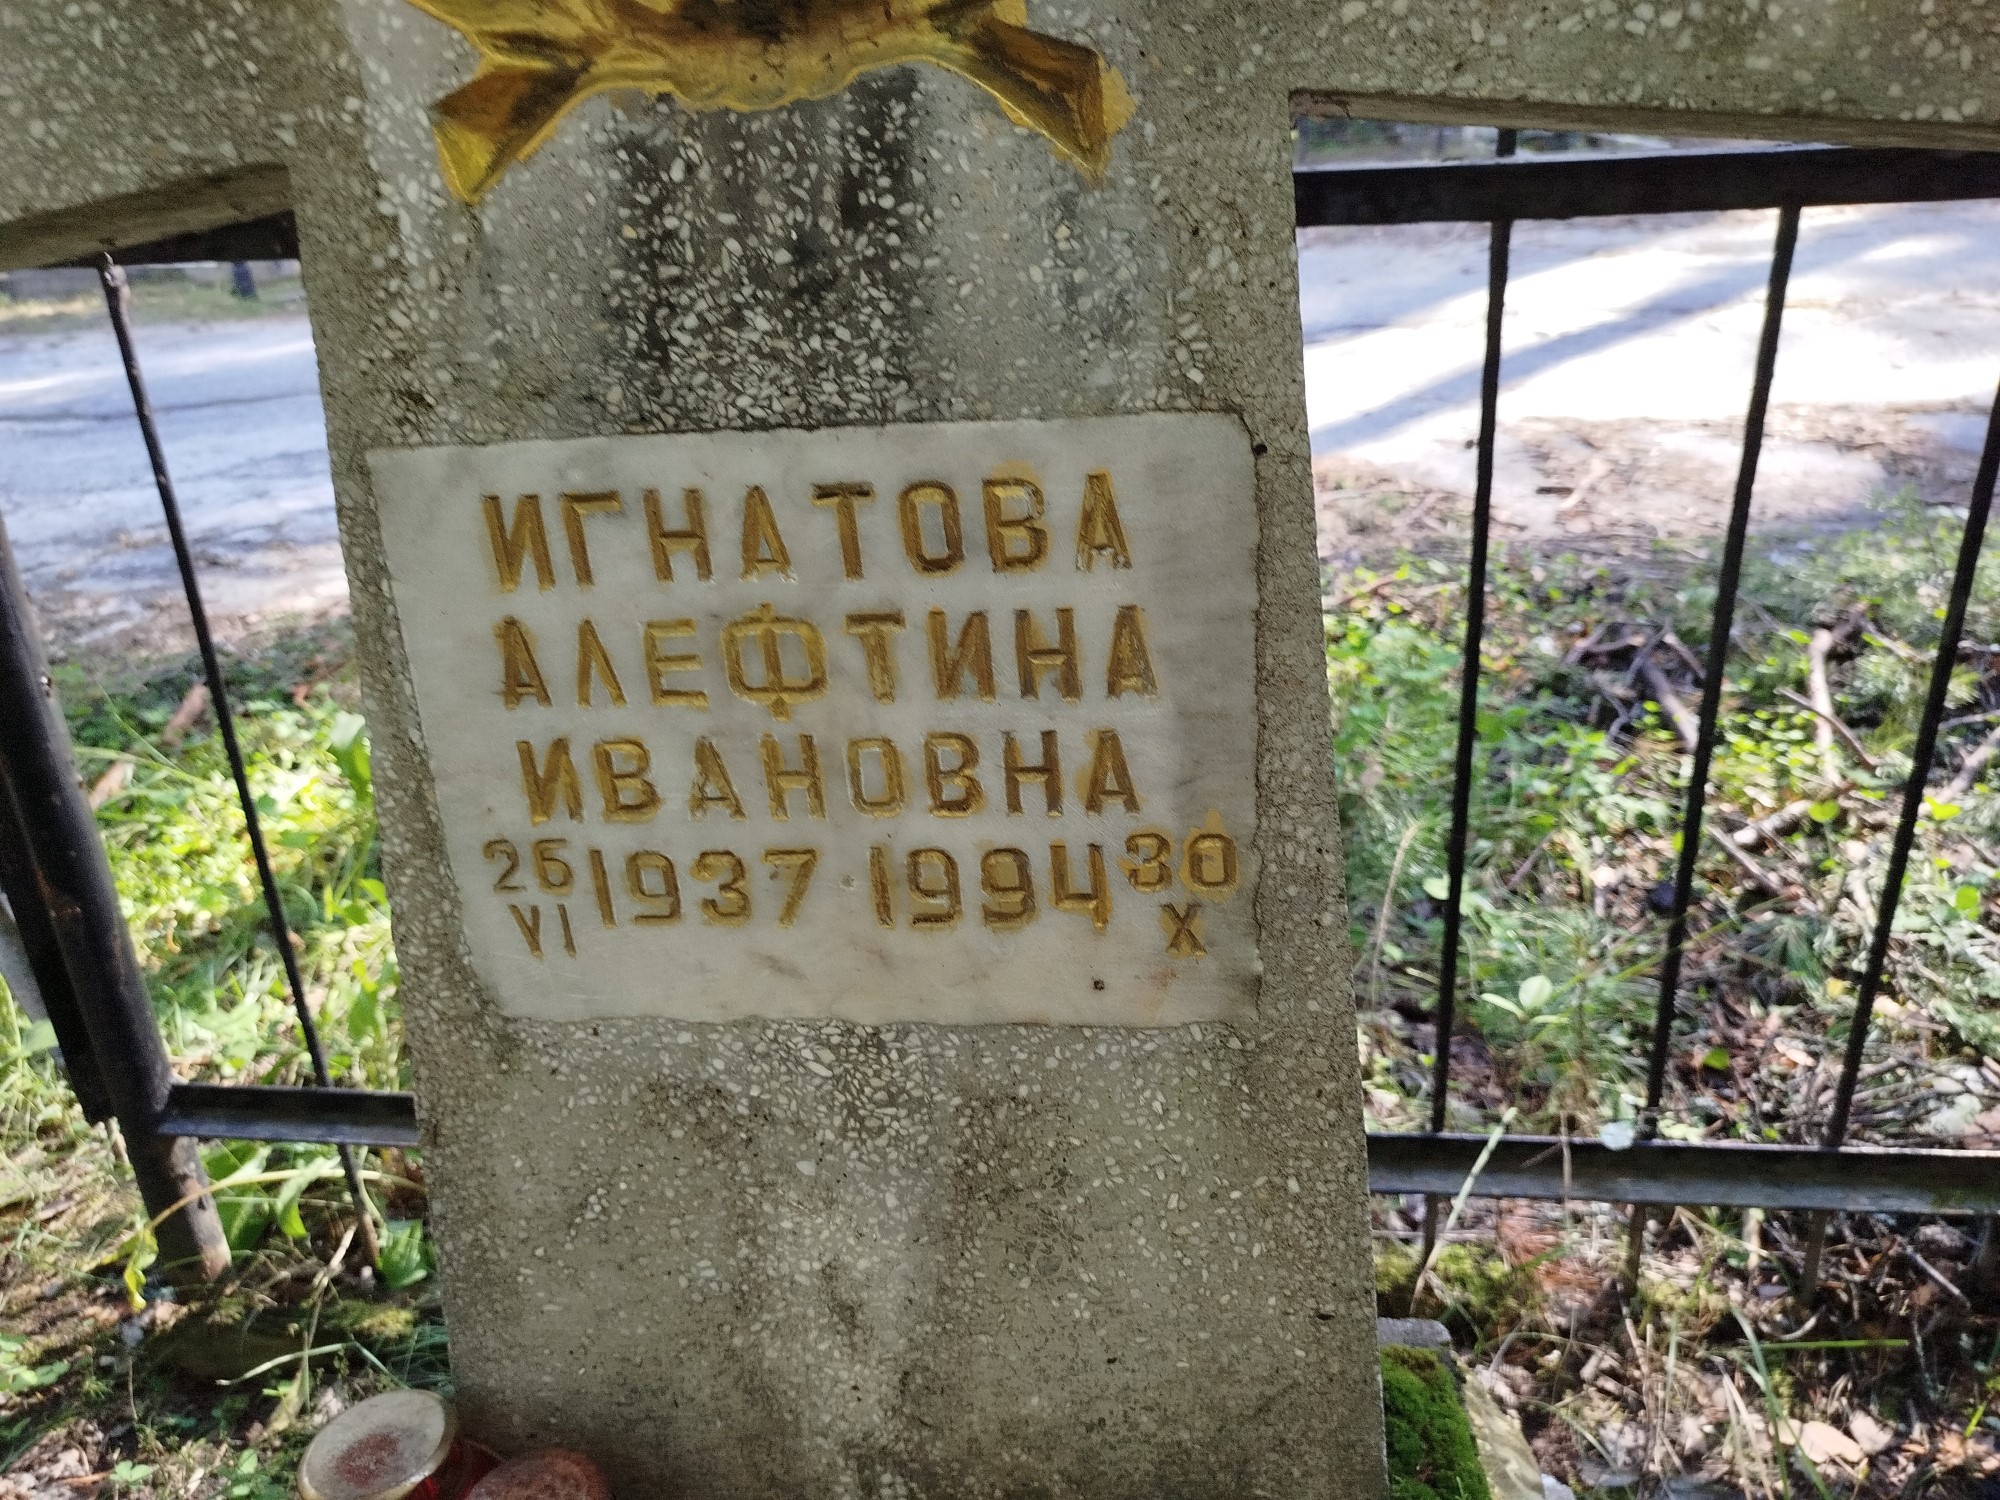 ИГНАТОВА
АЛЕФТИНА
ИВАНОВНА
26 1937 1994 30
VI X